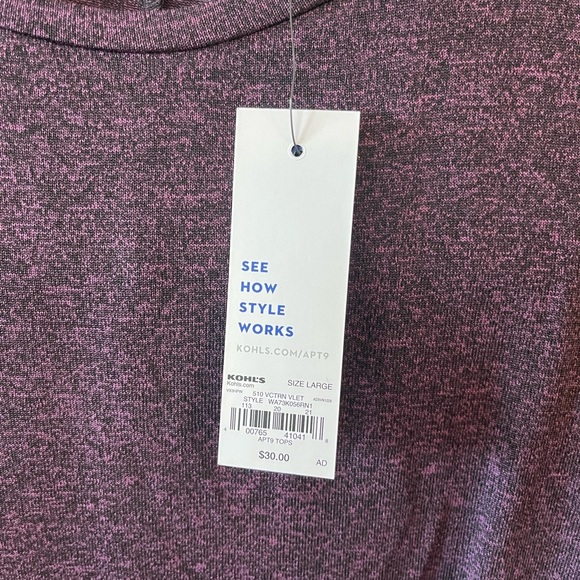 SEE
HOW
STYLE
WORKS
KOHLS.COM/APT9
KOHL'S SIZE LARGE
Kohls.com
510 VCTRN VLET
STYLE WA73K056RN1
113 20 21
00765 41041
APT9 TOPS
$30.00 AD